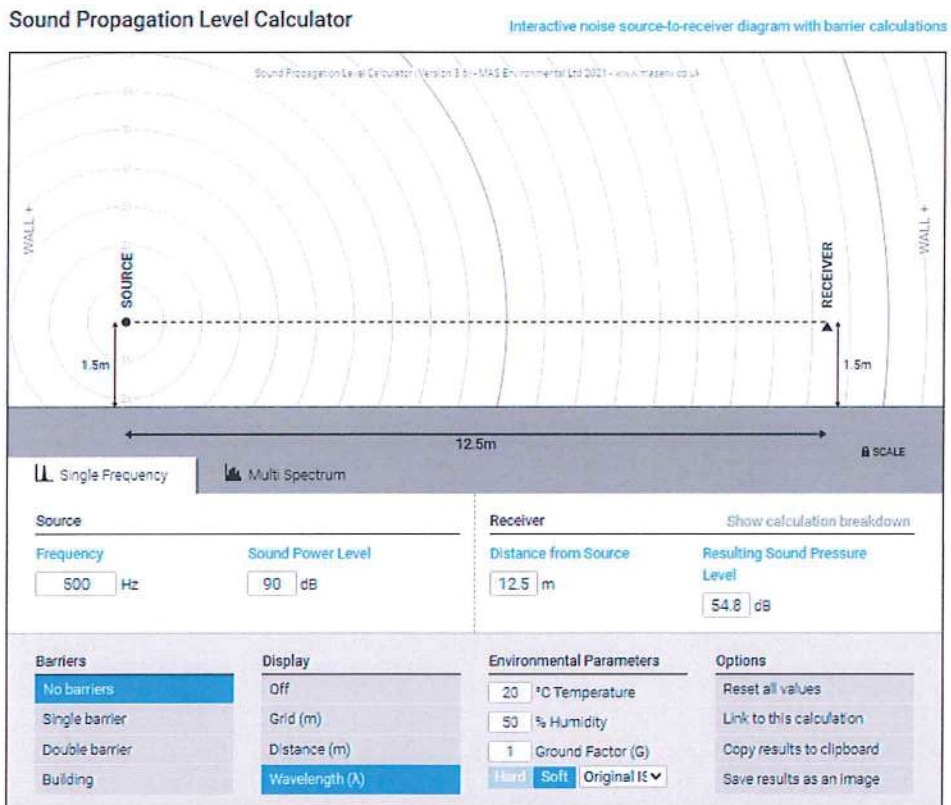 Sound Propagation Level Calculator
Interactive noise source-to-receiver diagram with barrier calculations
Sound Propagation Level Calculator (Version 3.5) - MAS Environmental Ltd 2021 - www.masenv.co.uk
WALL +
SOURCE
RECEIVER
WALL +
1.5m
1.5m
12.5m
SCALE
Single Frequency
Multi Spectrum
Source
Receiver
Show calculation breakdown
Frequency
Sound Power Level
Distance from Source
Resulting Sound Pressure
Level
500 Hz
90 dB
12.5 m
54.8 dB
Barriers
Display
Environmental Parameters
Options
No barriers
Off
20 °C Temperature
Reset all values
Single barrier
Grid (m)
50 % Humidity
Link to this calculation
Double barrier
Distance (m)
1 Ground Factor (G)
Copy results to clipboard
Building
Wavelength (λ)
Hard Soft Original IS
Save results as an image